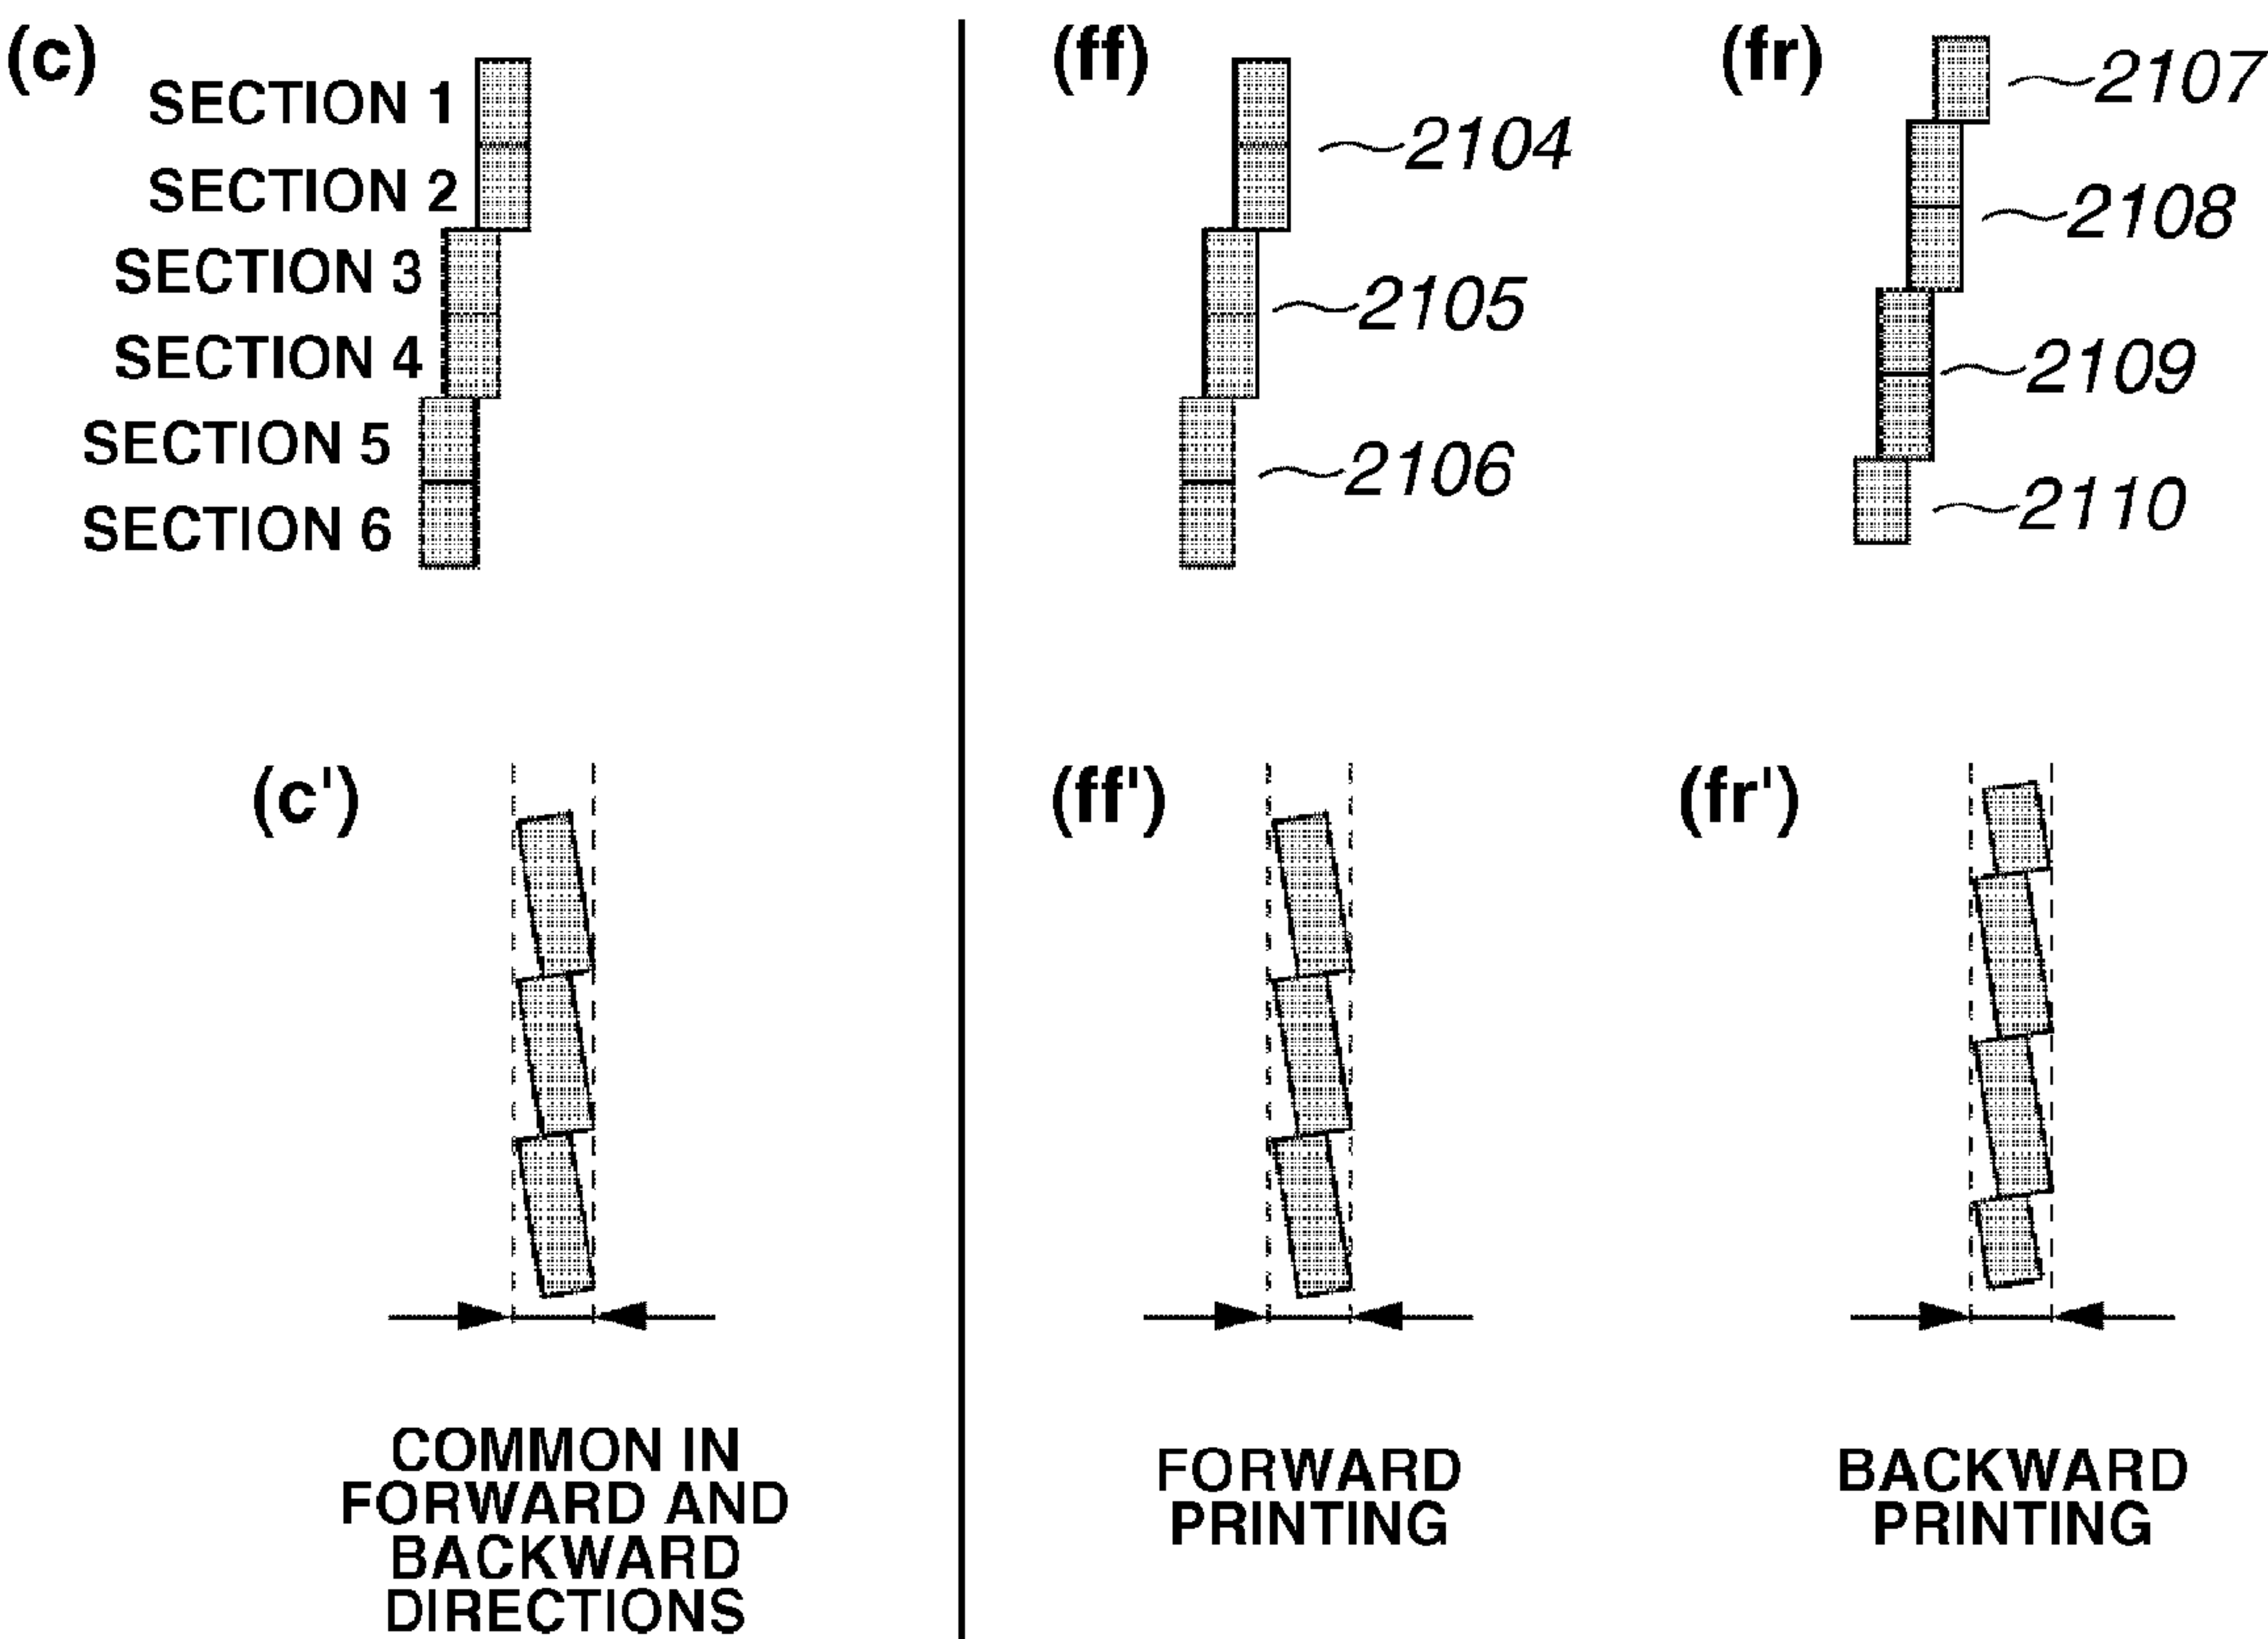 (c)
SECTION 1
SECTION 2
SECTION 3
SECTION 4
SECTION 5
SECTION 6
(ff)
2104
2105
2106
(fr)
2107
2108
2109
2110
(c')
COMMON IN
FORWARD AND
BACKWARD
DIRECTIONS
(ff')
FORWARD
PRINTING
(fr')
BACKWARD
PRINTING